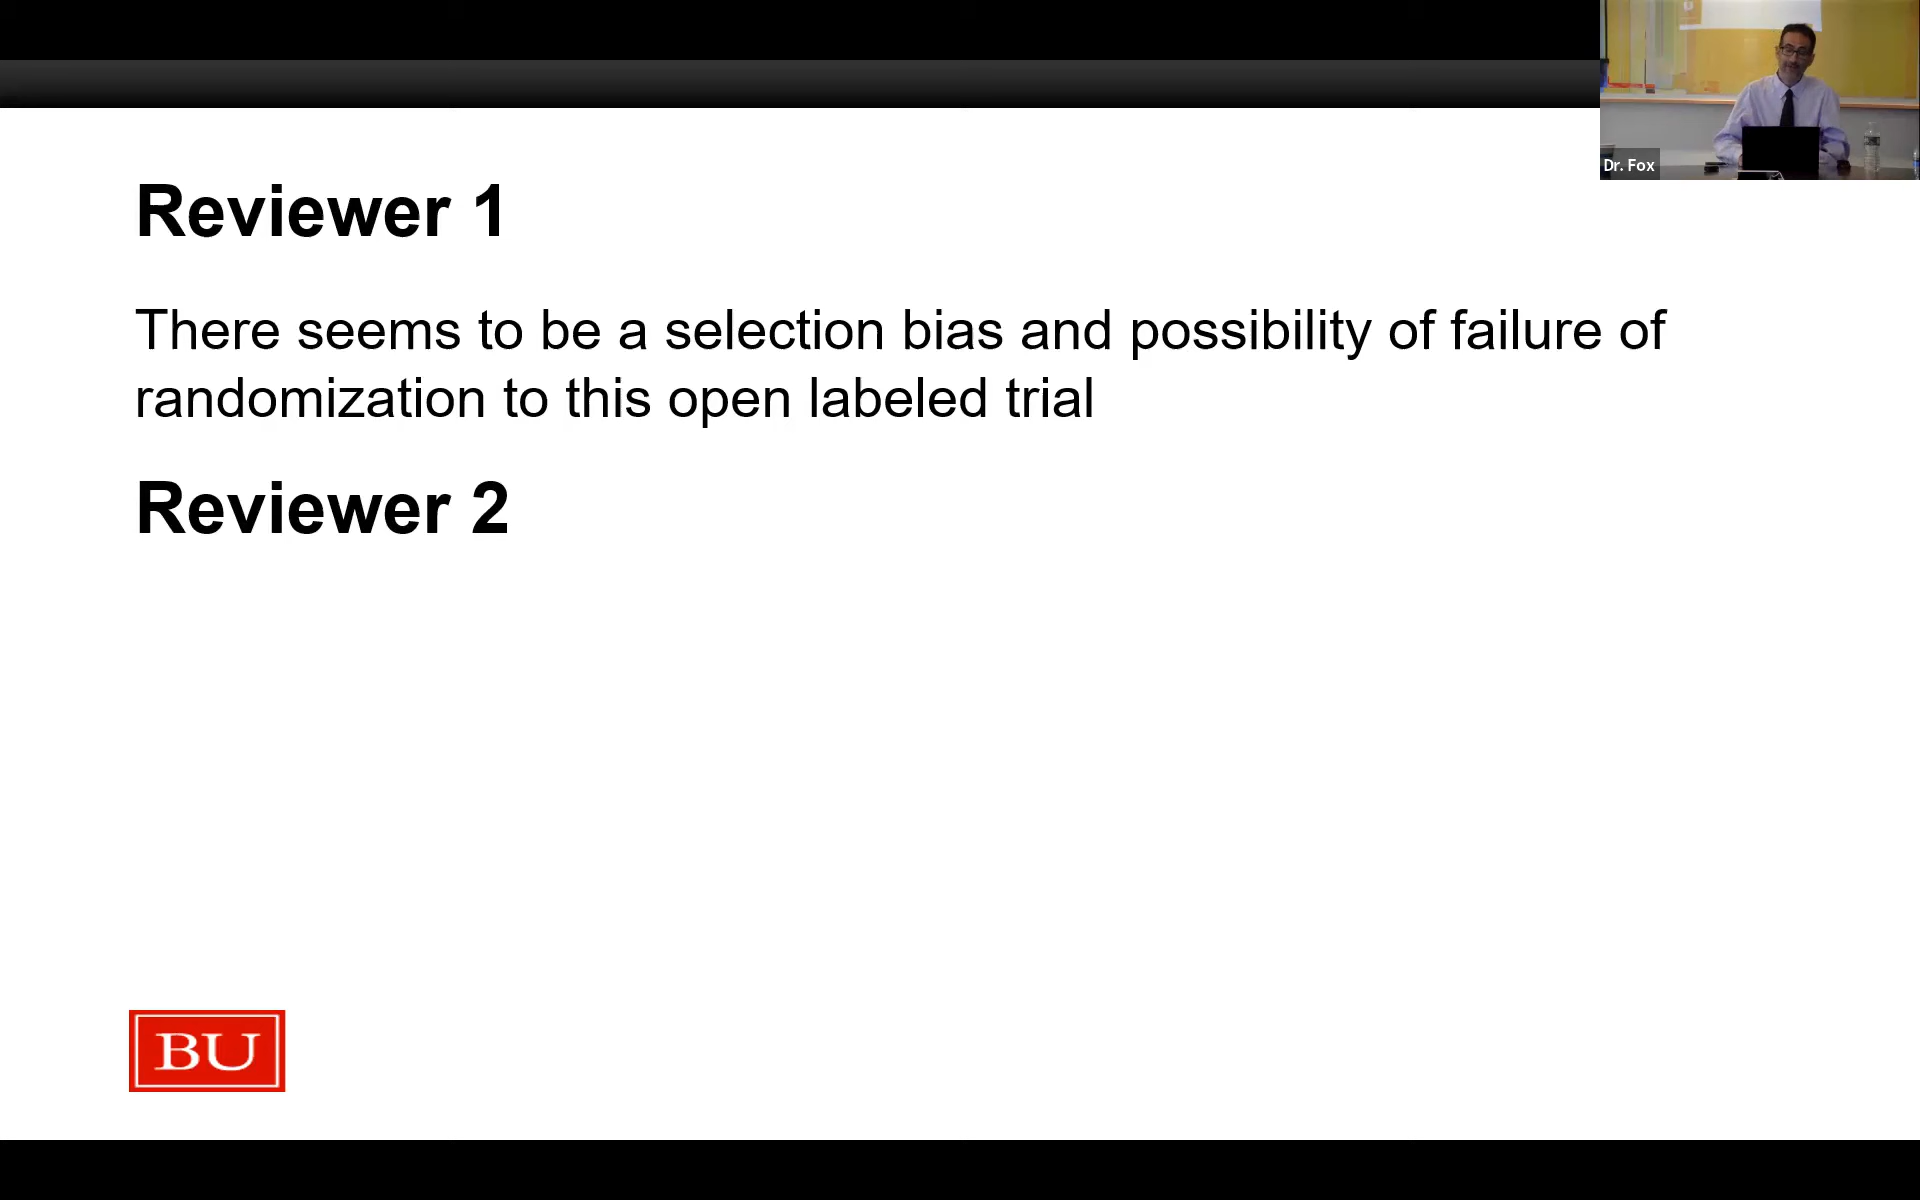 Dr. Fox
Reviewer 1
There seems to be a selection bias and possibility of failure of
randomization to this open labeled trial
Reviewer 2
BU